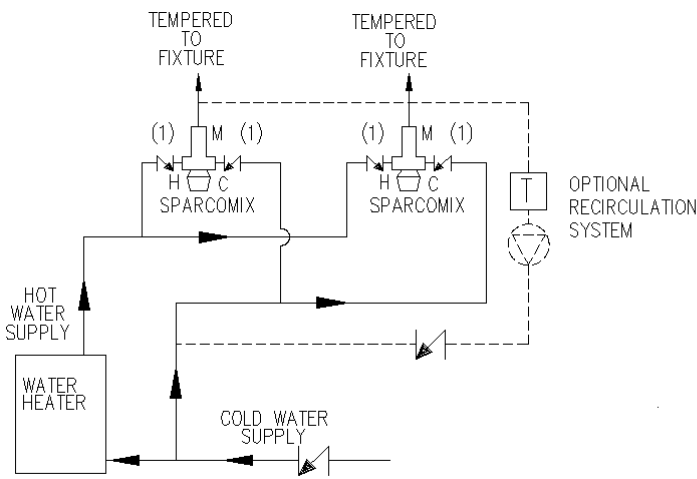 TEMPERED
TO
FIXTURE
TEMPERED
TO
FIXTURE
(1) M (1)
H C
SPARCOMIX
(1) M (1)
H C
SPARCOMIX
T
OPTIONAL
RECIRCULATION
SYSTEM
HOT
WATER
SUPPLY
WATER
HEATER
COLD WATER
SUPPLY